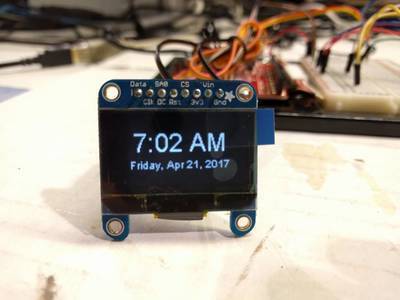 Data SA0 CS Vin
Clk DC Rst 3v3 Gnd
7:02 AM
Friday, Apr 21, 2017